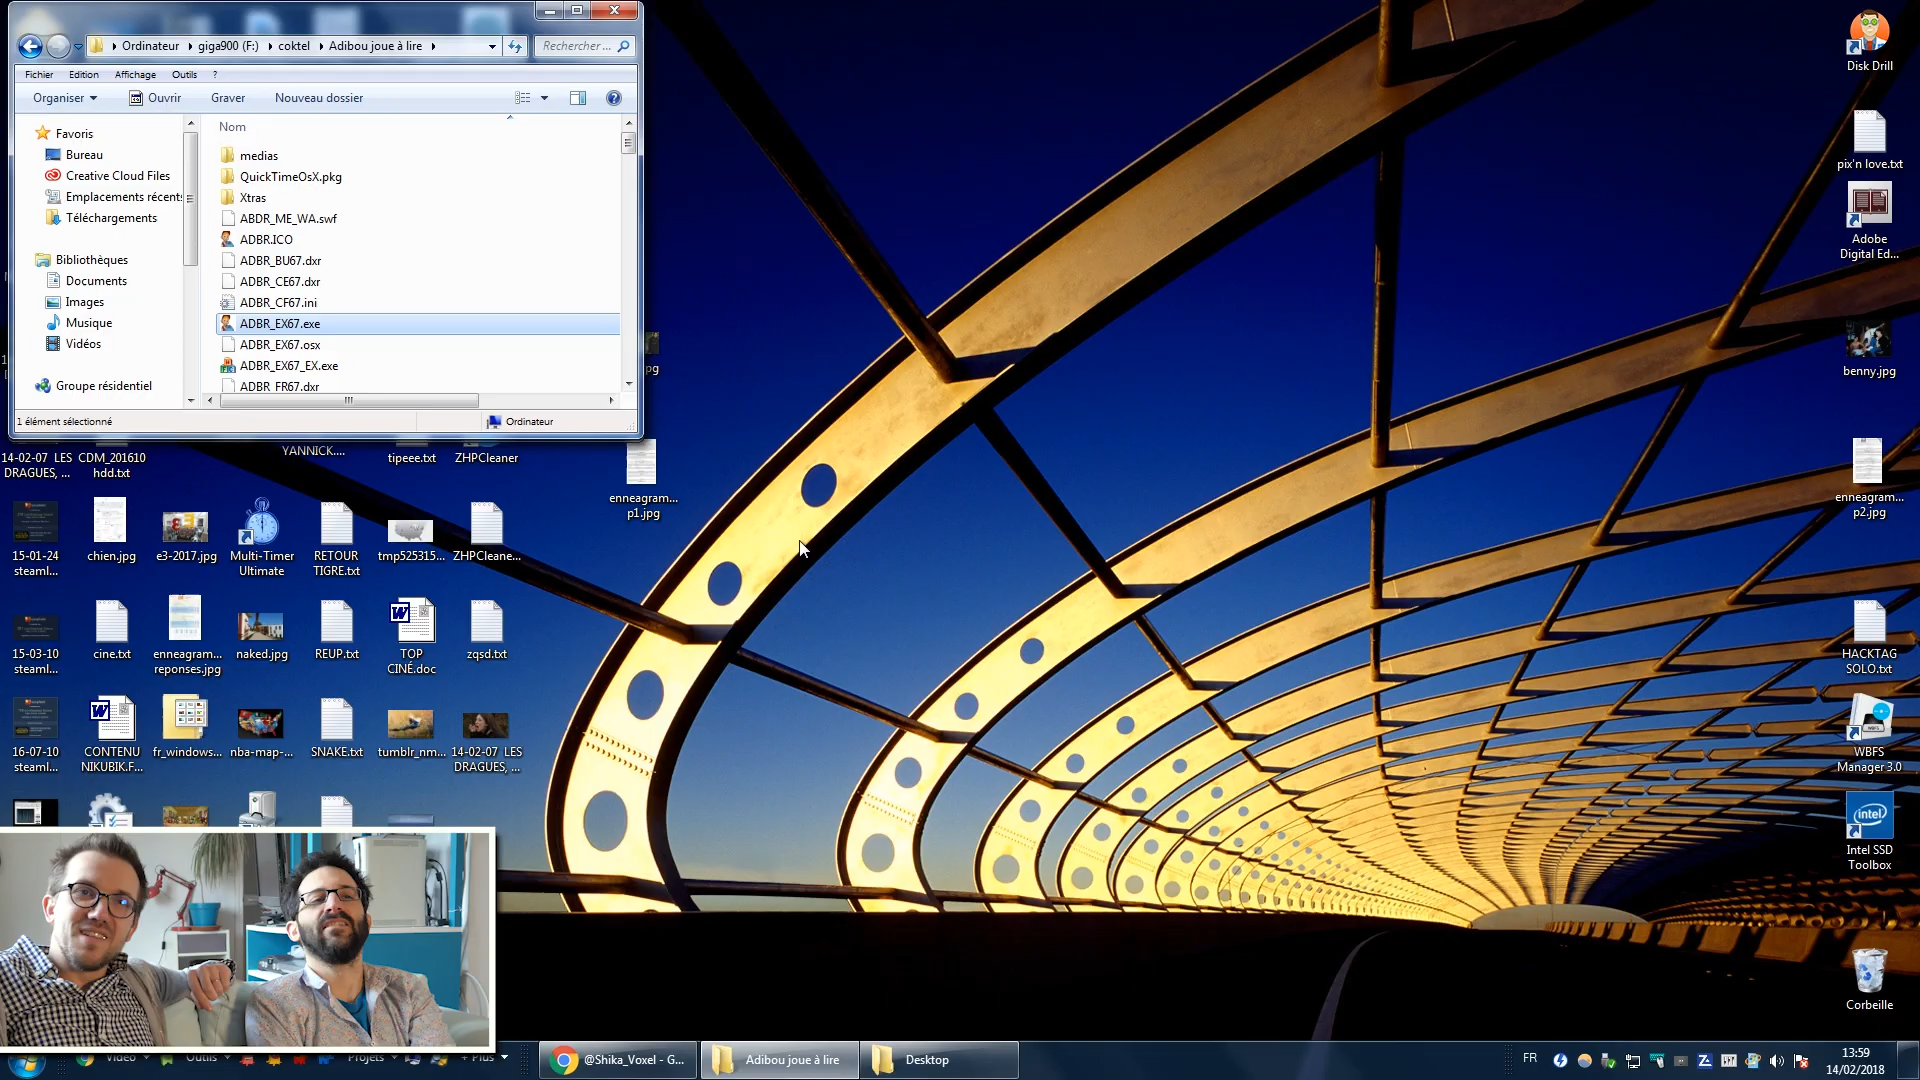 Ordinateur
giga900 (F:)
coktel
Adibou joue à lire
Rechercher ...
Fichier
Edition
Affichage
Outils
?
Organiser
Ouvrir
Graver
Nouveau dossier
Favoris
Bureau
Creative Cloud Files
Emplacements récents
Téléchargements
Bibliothèques
Documents
Images
Musique
Vidéos
Groupe résidentiel
Nom
medias
QuickTimeOsX.pkg
Xtras
ABDR_ME_WA.swf
ADBR.ICO
ADBR_BU67.dxr
ADBR_CE67.dxr
ADBR_CF67.ini
ADBR_EX67.exe
ADBR_EX67.osx
ADBR_EX67_EX.exe
ADBR_FR67.dxr
1 élément sélectionné
Ordinateur
14-02-07 LES
DRAGUES, ...
CDM_201610
hdd.txt
YANNICK....
tipeee.txt
ZHPCleaner
enneagram...
p1.jpg
15-01-24
steaml...
chien.jpg
e3-2017.jpg
Multi-Timer
Ultimate
RETOUR
TIGRE.txt
tmp525315...
ZHPCleane...
15-03-10
steaml...
cine.txt
enneagram...
reponses.jpg
naked.jpg
REUP.txt
TOP
CINÉ.doc
zqsd.txt
16-07-10
steaml...
CONTENU
NIKUBIK.F...
fr_windows...
nba-map-...
SNAKE.txt
tumblr_nm...
14-02-07 LES
DRAGUES, ...
Disk Drill
pix'n love.txt
Adobe
Digital Ed...
benny.jpg
enneagram...
p2.jpg
HACKTAG
SOLO.txt
WBFS
Manager 3.0
intel
Intel SSD
Toolbox
Corbeille
Vidéo
Outils
Projets
Plus
@Shika_Voxel - G...
Adibou joue à lire
Desktop
FR
13:59
14/02/2018